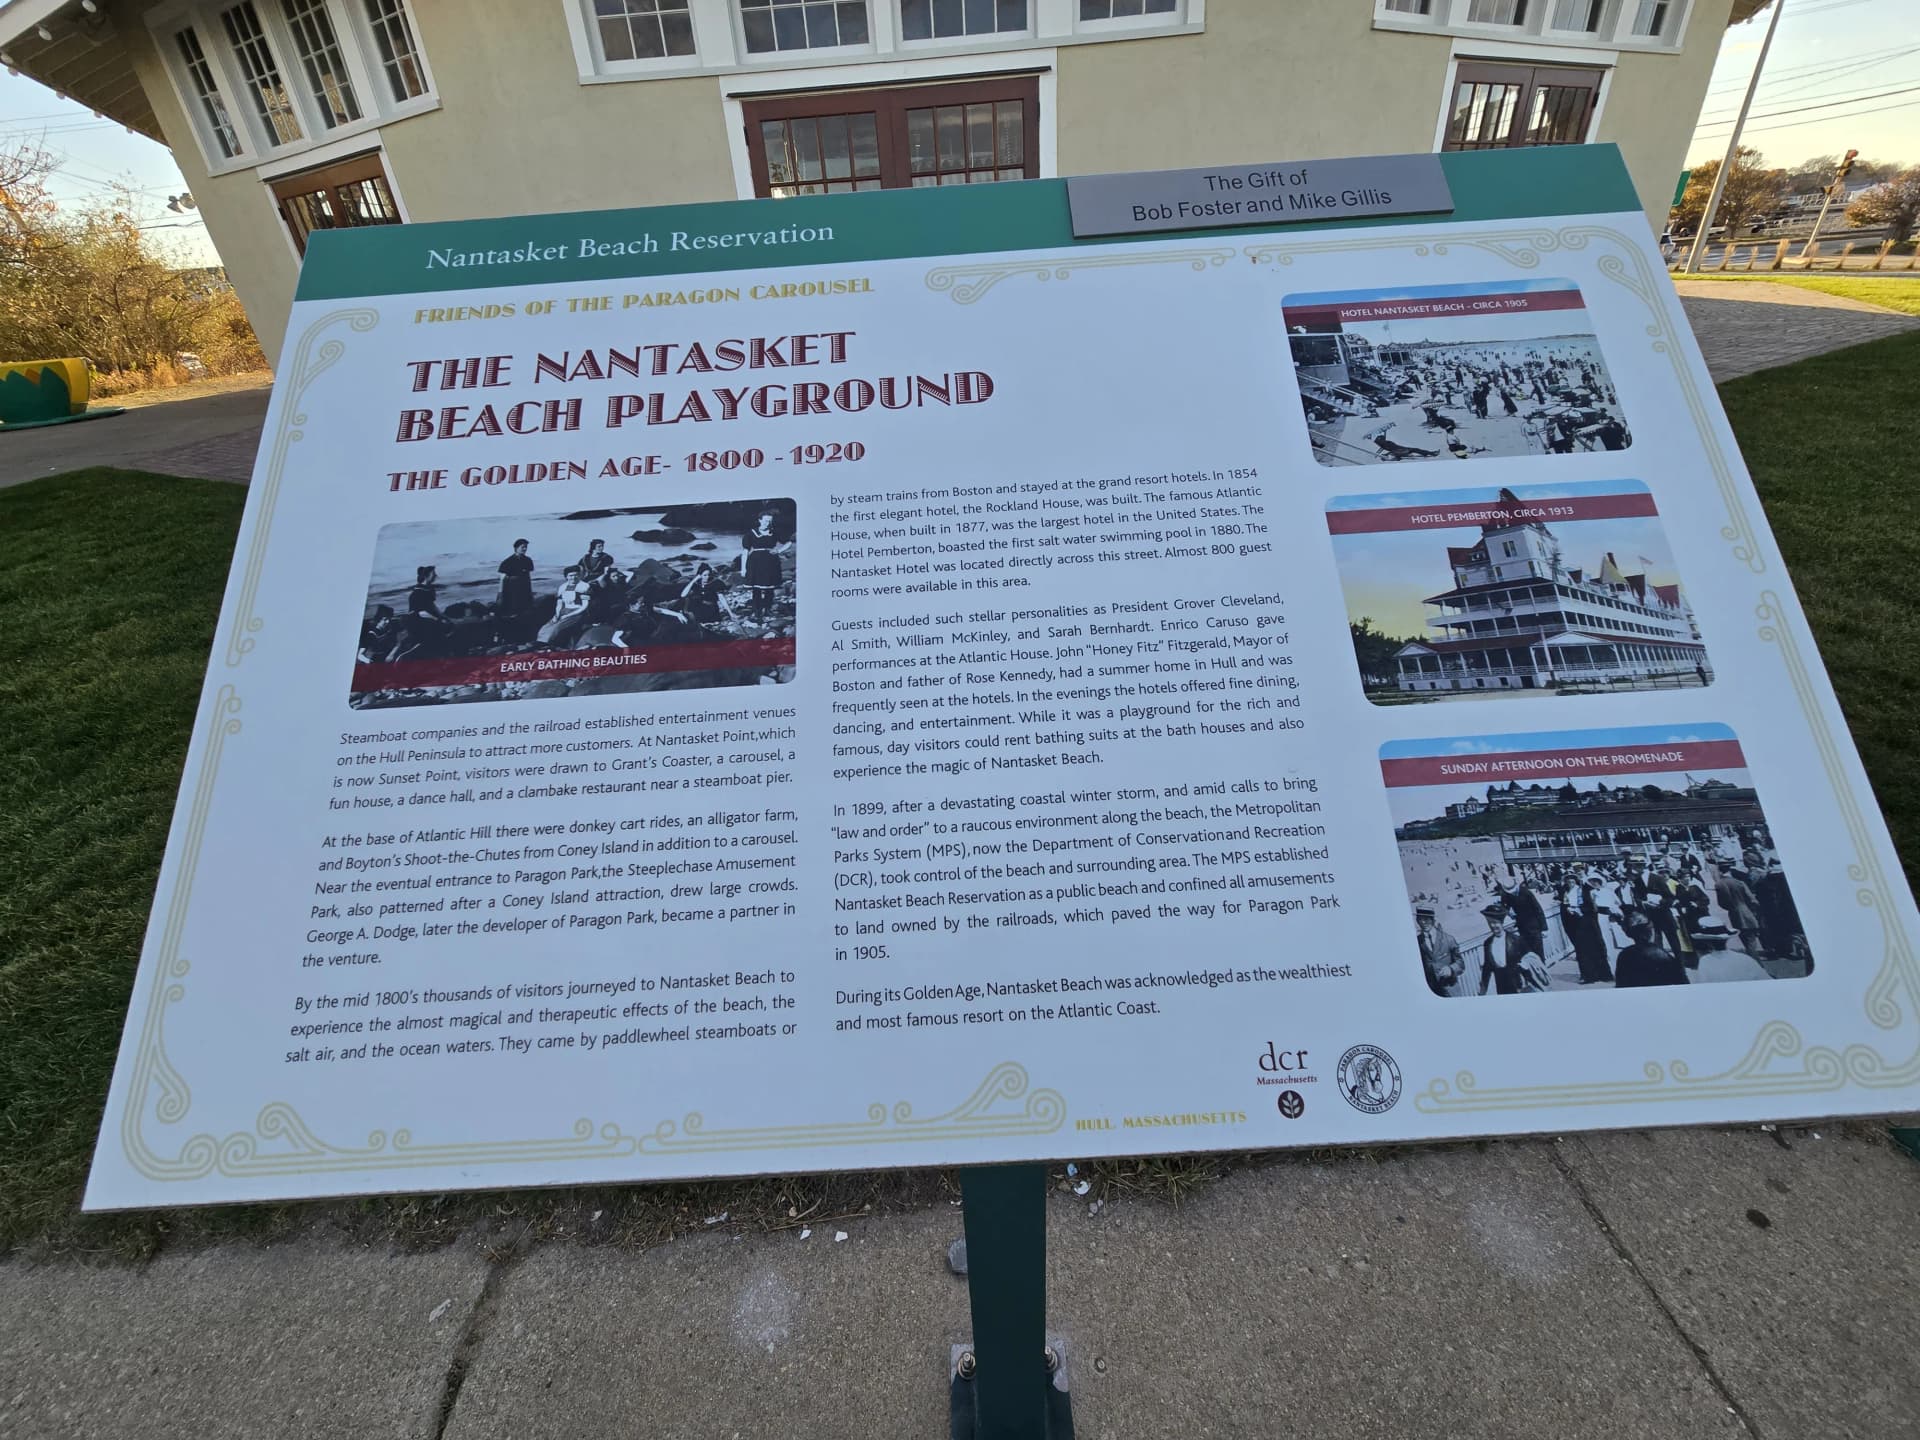 The Gift of
Bob Foster and Mike Gillis
Nantasket Beach Reservation
FRIENDS OF THE PARAGON CAROUSEL
THE NANTASKET
BEACH PLAYGROUND
THE GOLDEN AGE- 1800 - 1920
EARLY BATHING BEAUTIES
Steamboat companies and the railroad established entertainment venues
on the Hull Peninsula to attract more customers. At Nantasket Point,which
is now Sunset Point, visitors were drawn to Grant's Coaster, a carousel, a
fun house, a dance hall, and a clambake restaurant near a steamboat pier.
At the base of Atlantic Hill there were donkey cart rides, an alligator farm,
and Boyton's Shoot-the-Chutes from Coney Island in addition to a carousel.
Near the eventual entrance to Paragon Park,the Steeplechase Amusement
Park, also patterned after a Coney Island attraction, drew large crowds.
George A. Dodge, later the developer of Paragon Park, became a partner in
the venture.
By the mid 1800's thousands of visitors journeyed to Nantasket Beach to
experience the almost magical and therapeutic effects of the beach, the
salt air, and the ocean waters. They came by paddlewheel steamboats or
by steam trains from Boston and stayed at the grand resort hotels. In 1854
the first elegant hotel, the Rockland House, was built. The famous Atlantic
House, when built in 1877, was the largest hotel in the United States. The
Hotel Pemberton, boasted the first salt water swimming pool in 1880. The
Nantasket Hotel was located directly across this street. Almost 800 guest
rooms were available in this area.
Guests included such stellar personalities as President Grover Cleveland,
Al Smith, William McKinley, and Sarah Bernhardt. Enrico Caruso gave
performances at the Atlantic House. John "Honey Fitz" Fitzgerald, Mayor of
Boston and father of Rose Kennedy, had a summer home in Hull and was
frequently seen at the hotels. In the evenings the hotels offered fine dining,
dancing, and entertainment. While it was a playground for the rich and
famous, day visitors could rent bathing suits at the bath houses and also
experience the magic of Nantasket Beach.
In 1899, after a devastating coastal winter storm, and amid calls to bring
"law and order" to a raucous environment along the beach, the Metropolitan
Parks System (MPS), now the Department of Conservation and Recreation
(DCR), took control of the beach and surrounding area. The MPS established
Nantasket Beach Reservation as a public beach and confined all amusements
to land owned by the railroads, which paved the way for Paragon Park
in 1905.
During its Golden Age, Nantasket Beach was acknowledged as the wealthiest
and most famous resort on the Atlantic Coast.
HOTEL NANTASKET BEACH - CIRCA 1905
HOTEL PEMBERTON, CIRCA 1913
SUNDAY AFTERNOON ON THE PROMENADE
HULL MASSACHUSETTS
dcr
Massachusetts
PARAGON CAROUSEL
NANTASKET BEACH